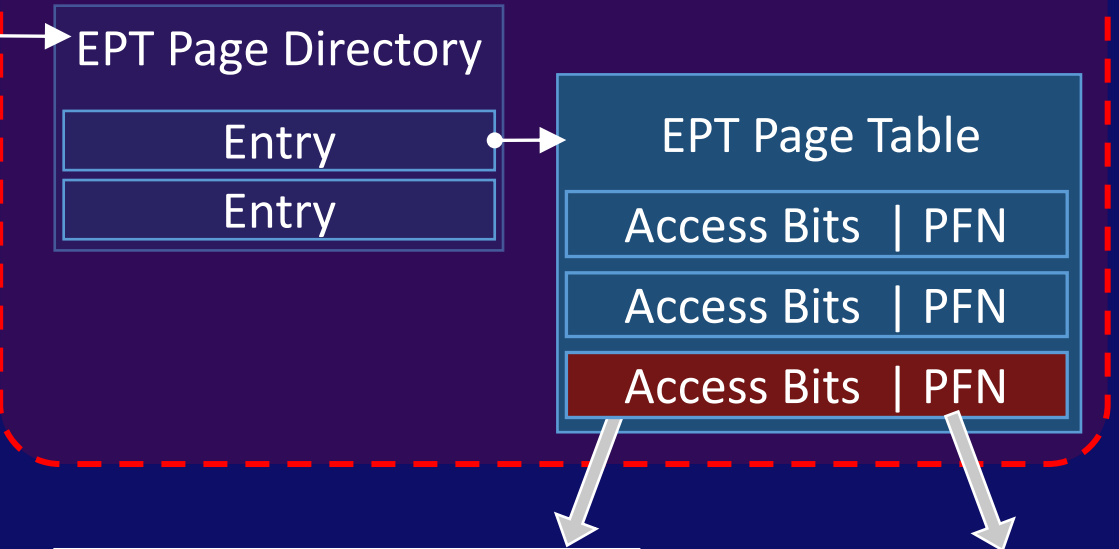 EPT Page Directory
Entry
Entry
EPT Page Table
Access Bits | PFN
Access Bits | PFN
Access Bits | PFN